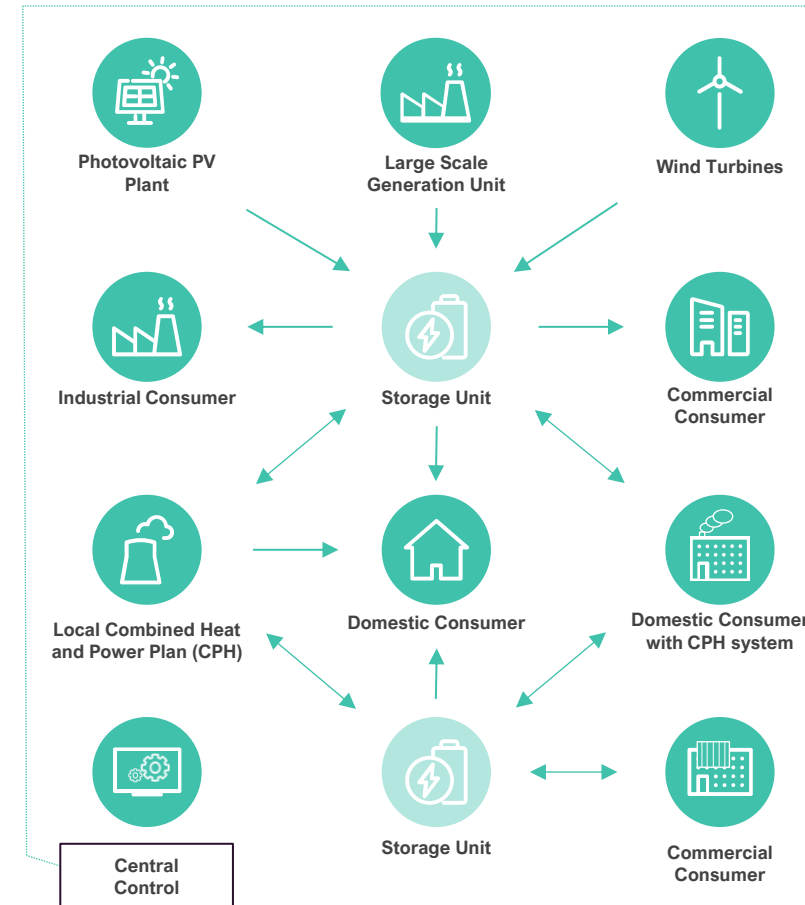 Photovoltaic PV
Plant
Large Scale
Generation Unit
Wind Turbines
Industrial Consumer
Storage Unit
Commercial
Consumer
Local Combined Heat
and Power Plan (CPH)
Domestic Consumer
Domestic Consumer
with CPH system
Central
Control
Storage Unit
Commercial
Consumer